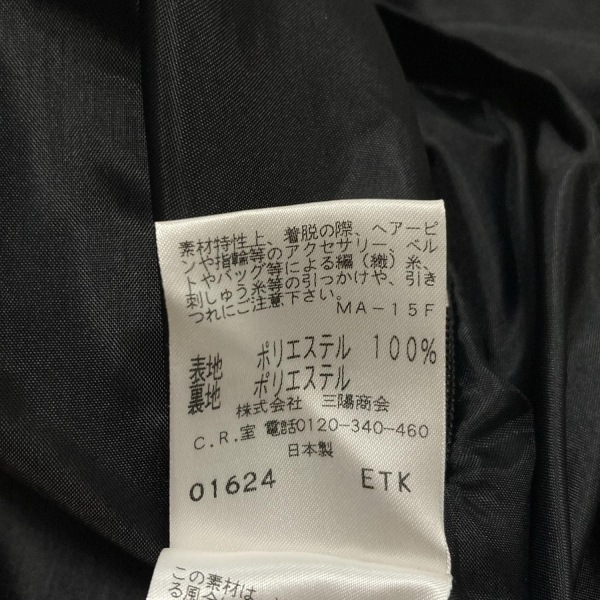 素材特性上、着脱の際、ヘアーピ
ンや指輪等のアクセサリー、ベル
トやバッグ等による編（織）糸、
刺しゅう糸等の引っかけや、引き
つれにご注意下さい。
MA-15F
表地 ポリエステル 100%
裏地 ポリエステル
株式会社 三陽商会
C.R.室 電話0120-340-460
日本製
01624 ETK
この素材は
る風合